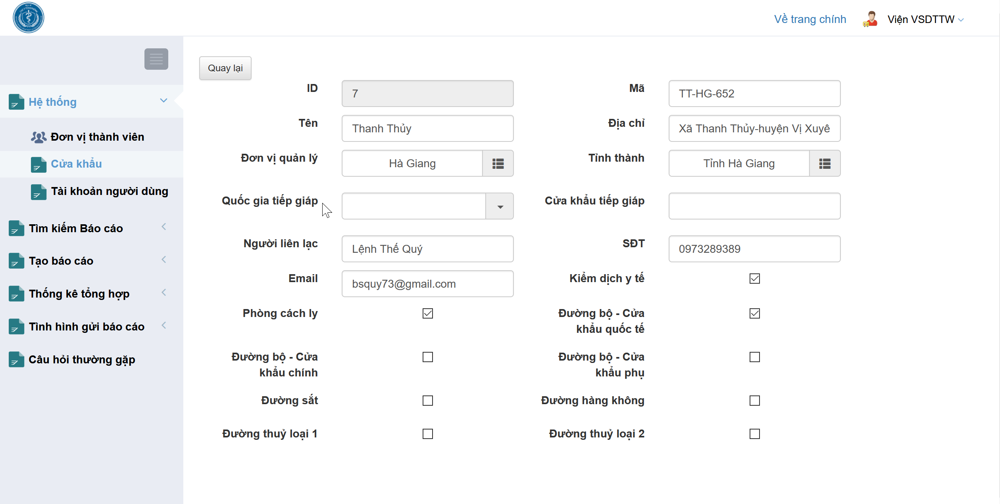 Về trang chính
Viện VSDTTW
Hệ thống
Đơn vị thành viên
Cửa khẩu
Tài khoản người dùng
Tìm kiếm Báo cáo
Tạo báo cáo
Thống kê tổng hợp
Tình hình gửi báo cáo
Câu hỏi thường gặp
Quay lại
ID
7
Mã
TT-HG-652
Tên
Thanh Thủy
Địa chỉ
Xã Thanh Thủy-huyện Vị Xuyê
Đơn vị quản lý
Hà Giang
Tỉnh thành
Tỉnh Hà Giang
Quốc gia tiếp giáp
Cửa khẩu tiếp giáp
Người liên lạc
Lệnh Thế Quý
SĐT
0973289389
Email
bsquy73@gmail.com
Kiểm dịch y tế
Phòng cách ly
Đường bộ - Cửa
khẩu quốc tế
Đường bộ - Cửa
khẩu chính
Đường bộ - Cửa
khẩu phụ
Đường sắt
Đường hàng không
Đường thuỷ loại 1
Đường thuỷ loại 2